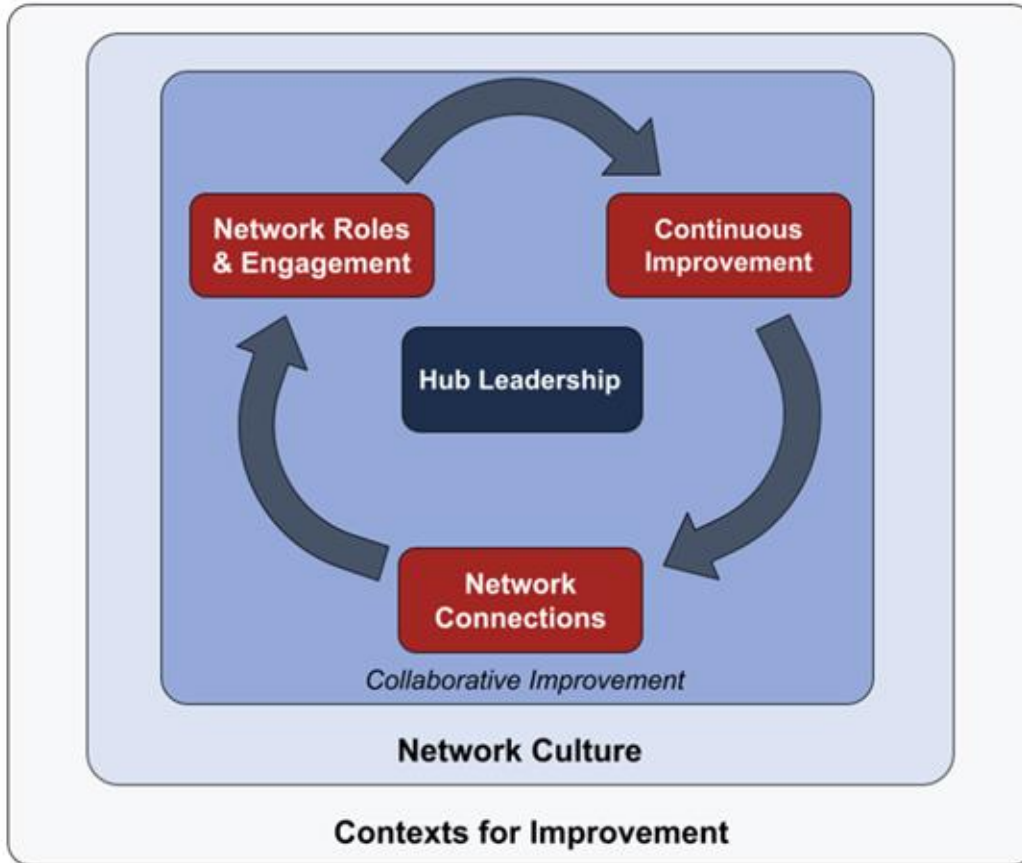 Network Roles
& Engagement
Continuous
Improvement
Hub Leadership
Network
Connections
Collaborative Improvement
Network Culture
Contexts for Improvement